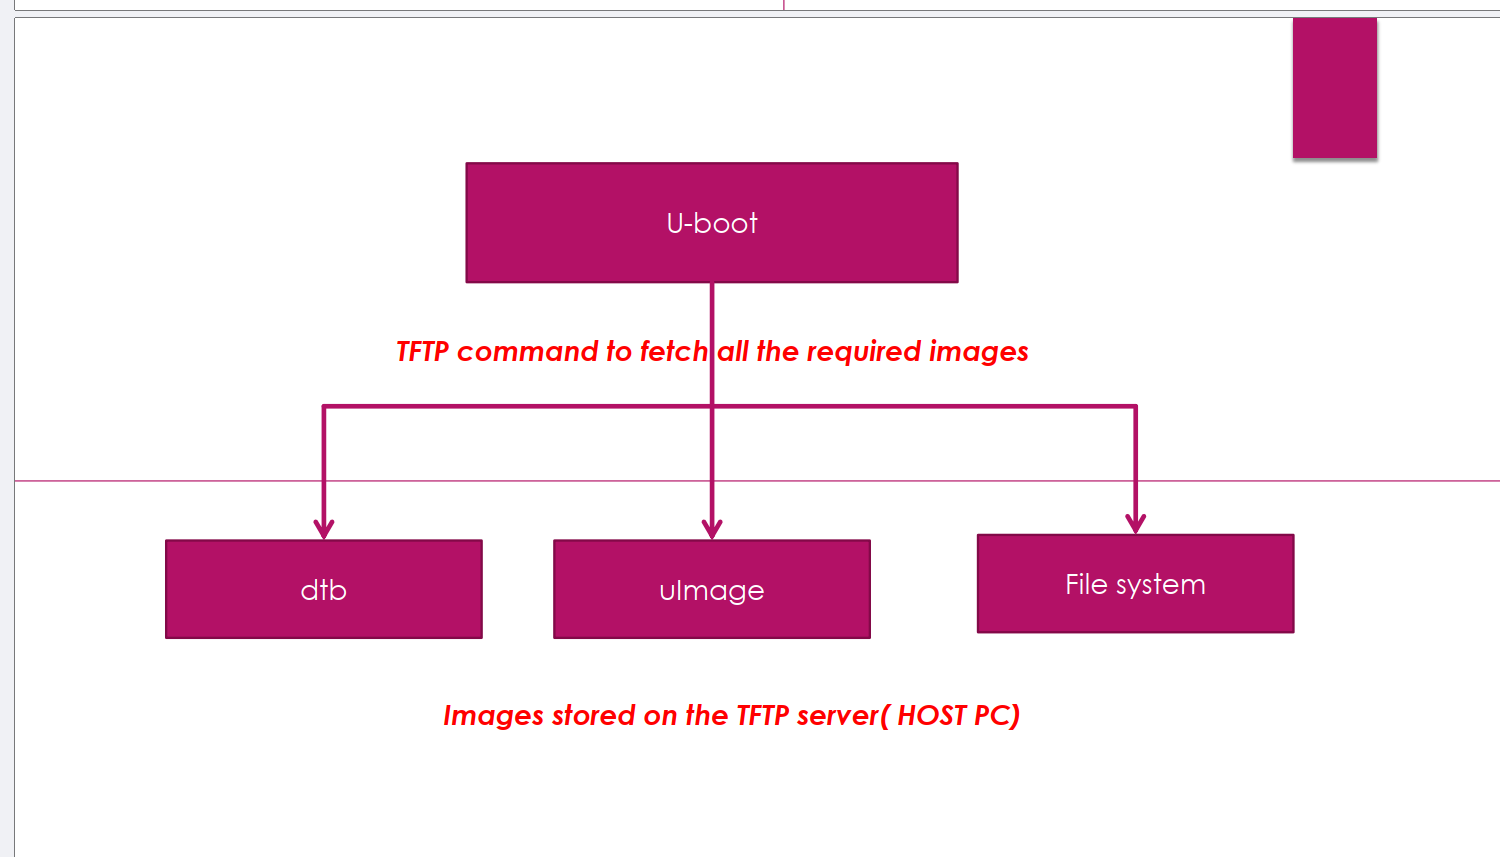 U-boot
TFTP command to fetch all the required images
dtb
uImage
File system
Images stored on the TFTP server( HOST PC)